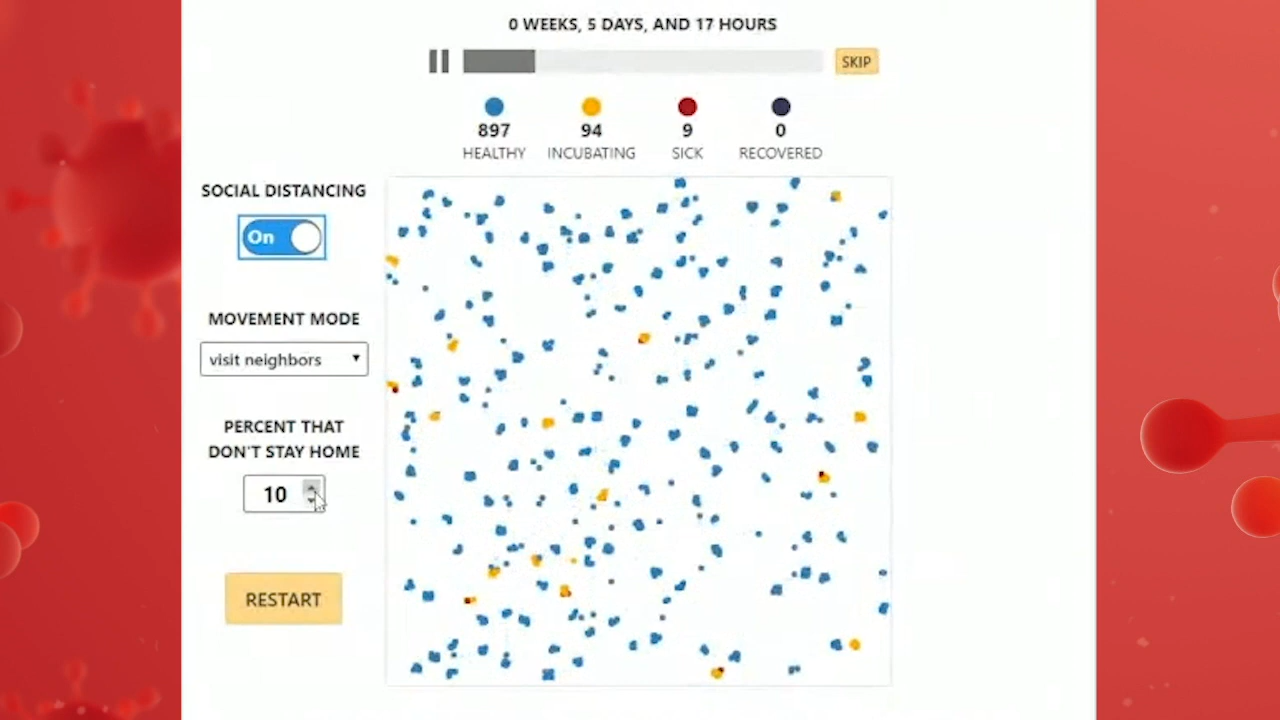 0 WEEKS, 5 DAYS, AND 17 HOURS
SKIP
897 94 9 0
HEALTHY INCUBATING SICK RECOVERED
SOCIAL DISTANCING
On
MOVEMENT MODE
visit neighbors
PERCENT THAT
DON'T STAY HOME
10
RESTART